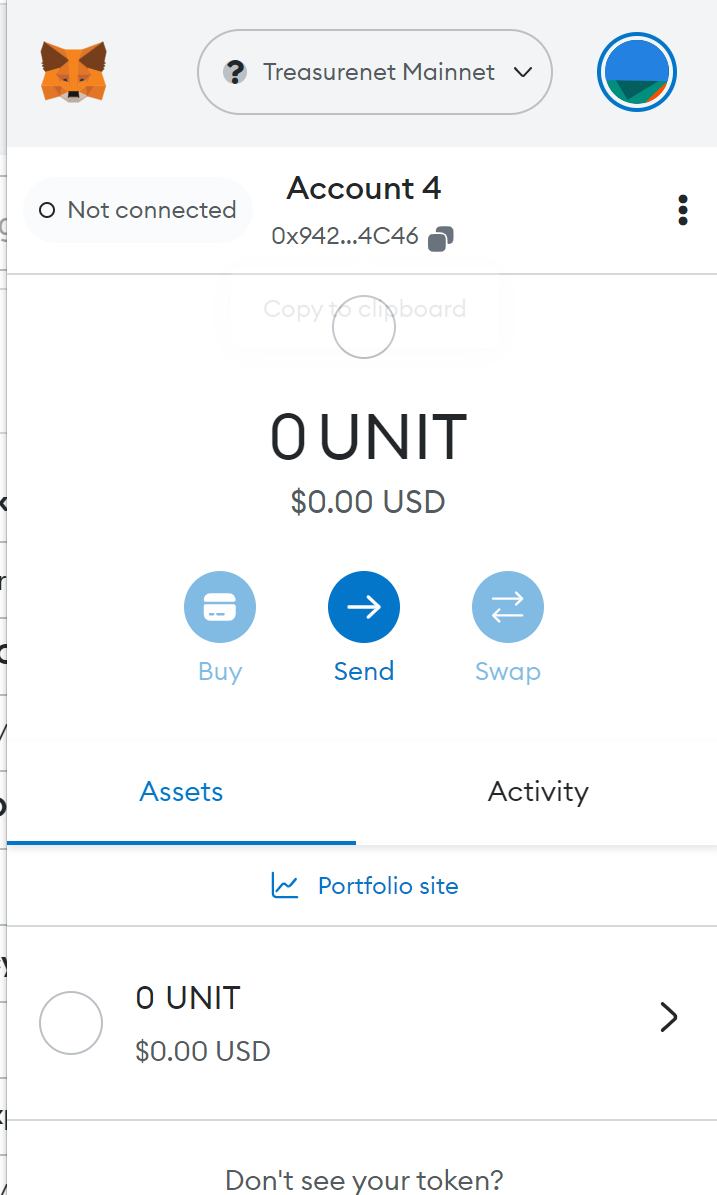 Treasurenet Mainnet
Not connected
Account 4
0x942...4C46
Copy to clipboard
0 UNIT
$0.00 USD
Buy
Send
Swap
Assets
Activity
Portfolio site
0 UNIT
$0.00 USD
Don't see your token?